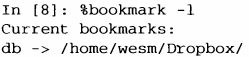 In [8]: %bookmark -l
Current bookmarks:
db -> /home/wesm/Dropbox/